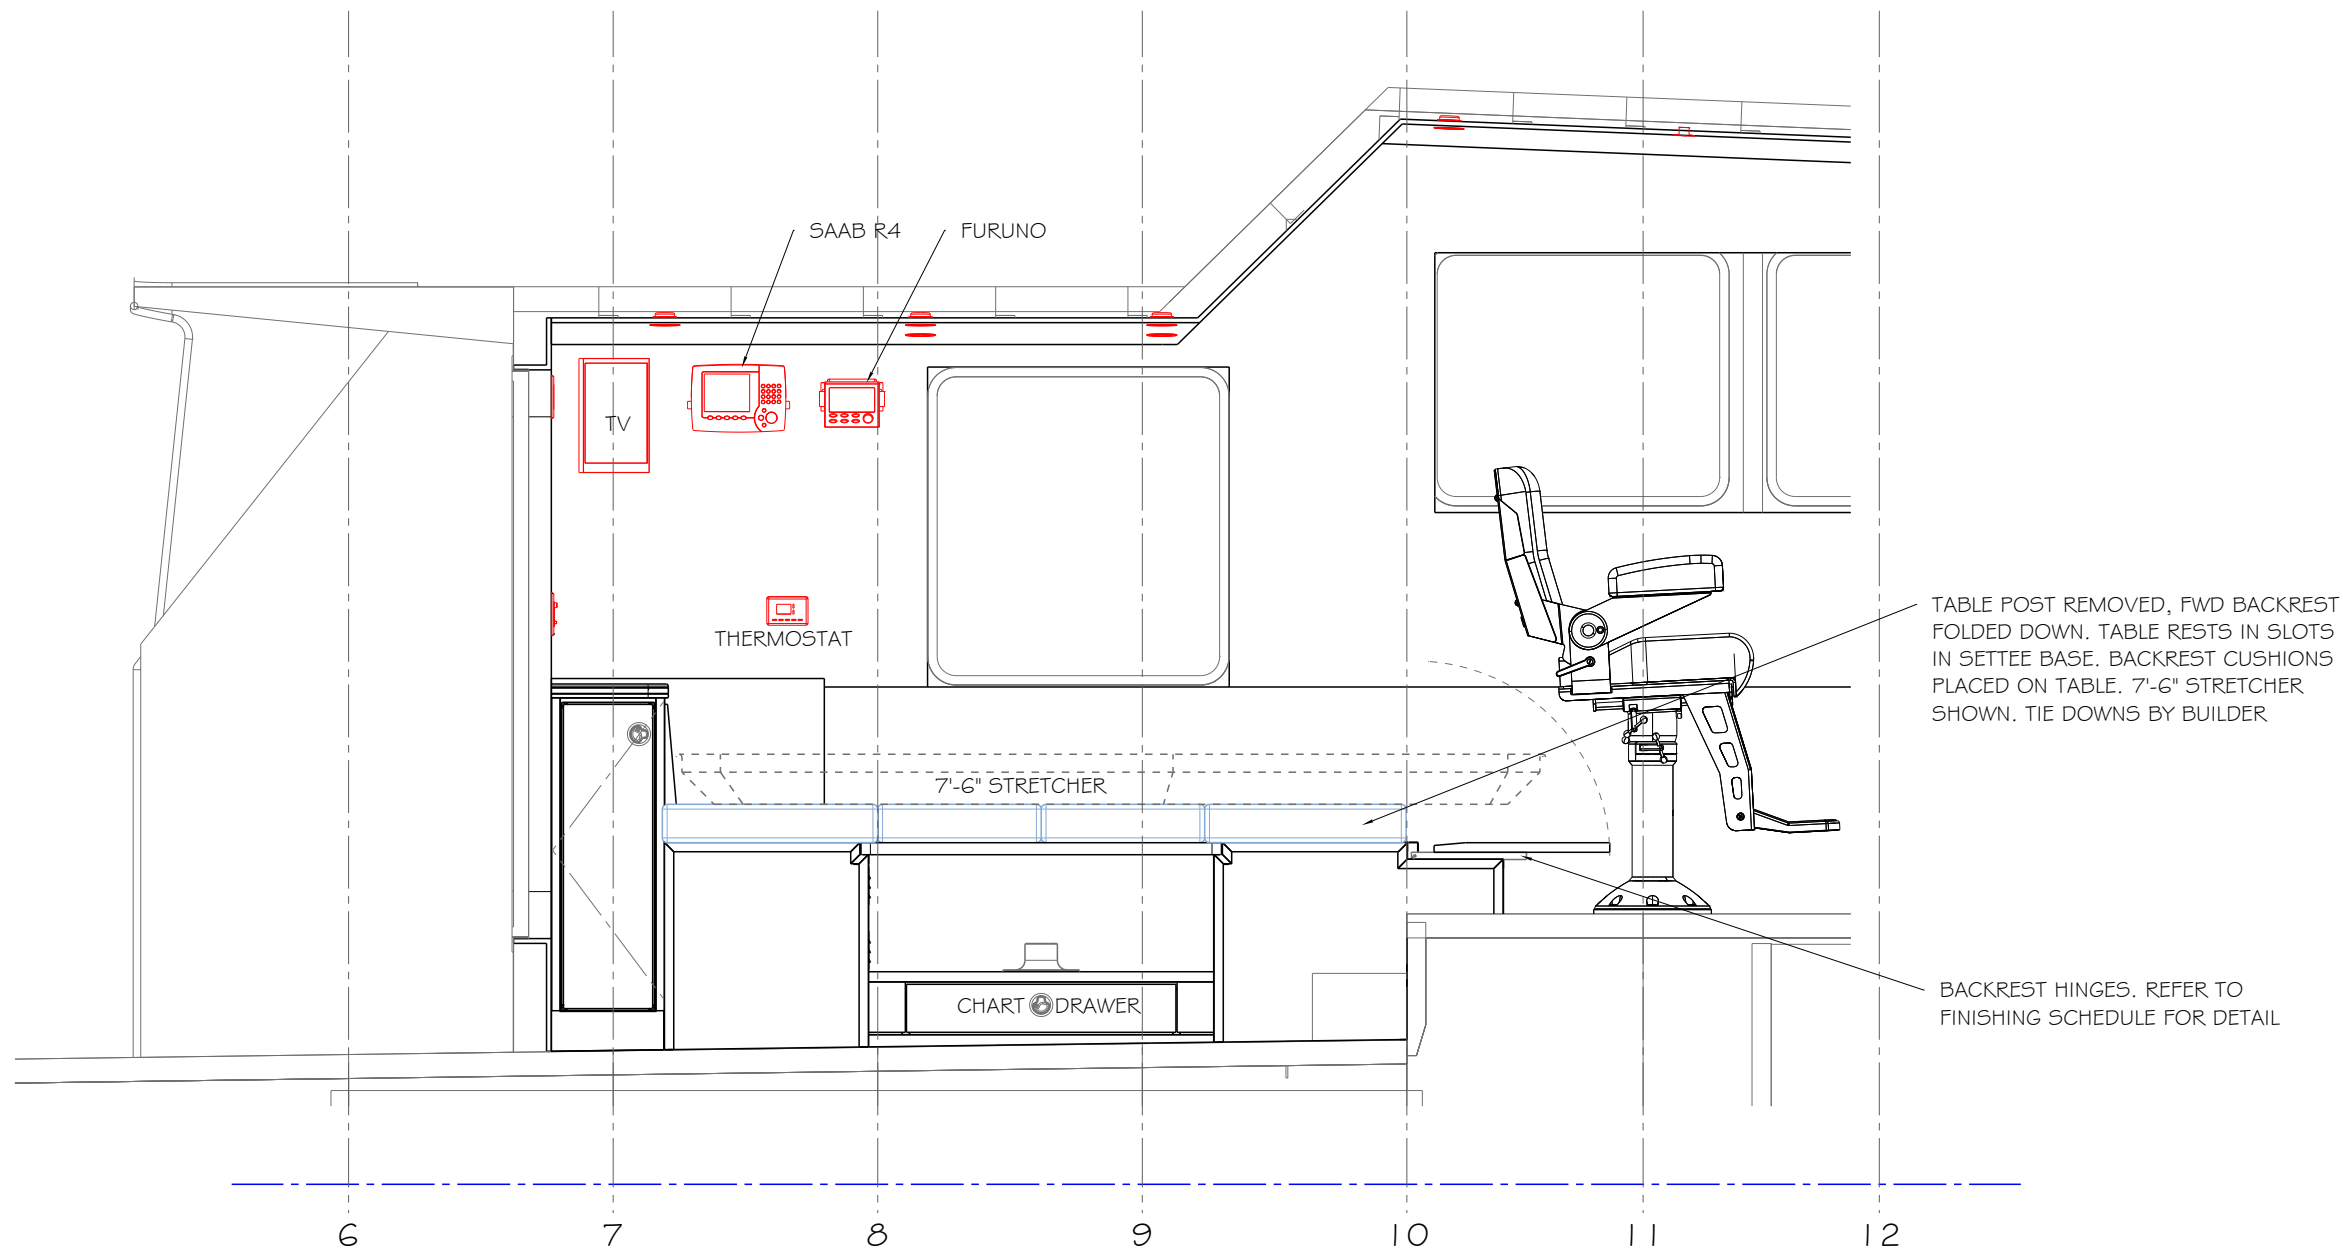 SAAB R4
FURUNO
TV
THERMOSTAT
TABLE POST REMOVED, FWD BACKREST
FOLDED DOWN. TABLE RESTS IN SLOTS
IN SETTEE BASE. BACKREST CUSHIONS
PLACED ON TABLE. 7'-6" STRETCHER
SHOWN. TIE DOWNS BY BUILDER
7'-6" STRETCHER
CHART DRAWER
BACKREST HINGES. REFER TO
FINISHING SCHEDULE FOR DETAIL
6 7 8 9 10 11 12